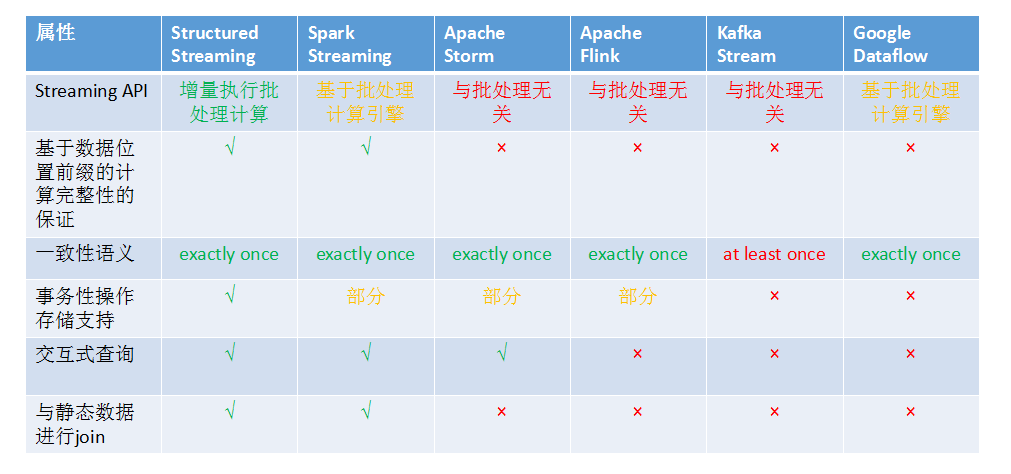 属性
Structured
Streaming
Spark
Streaming
Apache
Storm
Apache
Flink
Kafka
Stream
Google
Dataflow
Streaming API
增量执行批
处理计算
基于批处理
计算引擎
与批处理无
关
与批处理无
关
与批处理无
关
基于批处理
计算引擎
基于数据位
置前缀的计
算完整性的
保证
√
√
×
×
×
×
一致性语义
exactly once
exactly once
exactly once
exactly once
at least once
exactly once
事务性操作
存储支持
√
部分
部分
部分
×
×
交互式查询
√
√
√
×
×
×
与静态数据
进行join
√
√
×
×
×
×